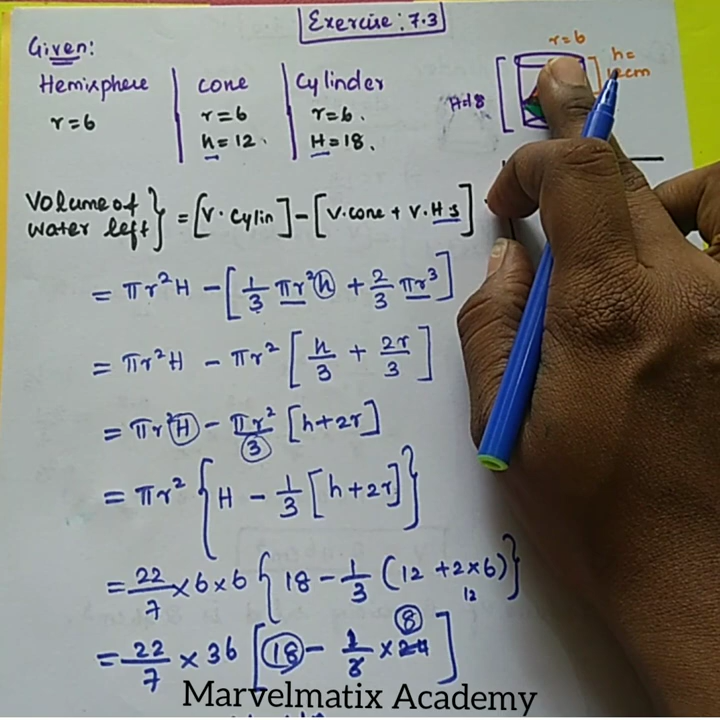 Exercise : 7.3
Given:
Hemisphere
r = 6
cone
r = 6
h = 12
Cylinder
r = 6.
H = 18.
r = 6
h =
cm
H=18
Volume of
water left} = [V. Cylin] - [V. cone + V. HS]
= πr²H - [1/3 πr²h + 2/3 πr³]
= πr²H - πr² [h/3 + 2r/3]
= πr²H - πr²/3 [h+2r]
= πr² {H - 1/3 [h+2r]}
= 22/7 × 6 × 6 {18 - 1/3 (12 + 2×6)}
12
8
= 22/7 × 36 [18 - 1/3 × 24]
Marvelmatix Academy